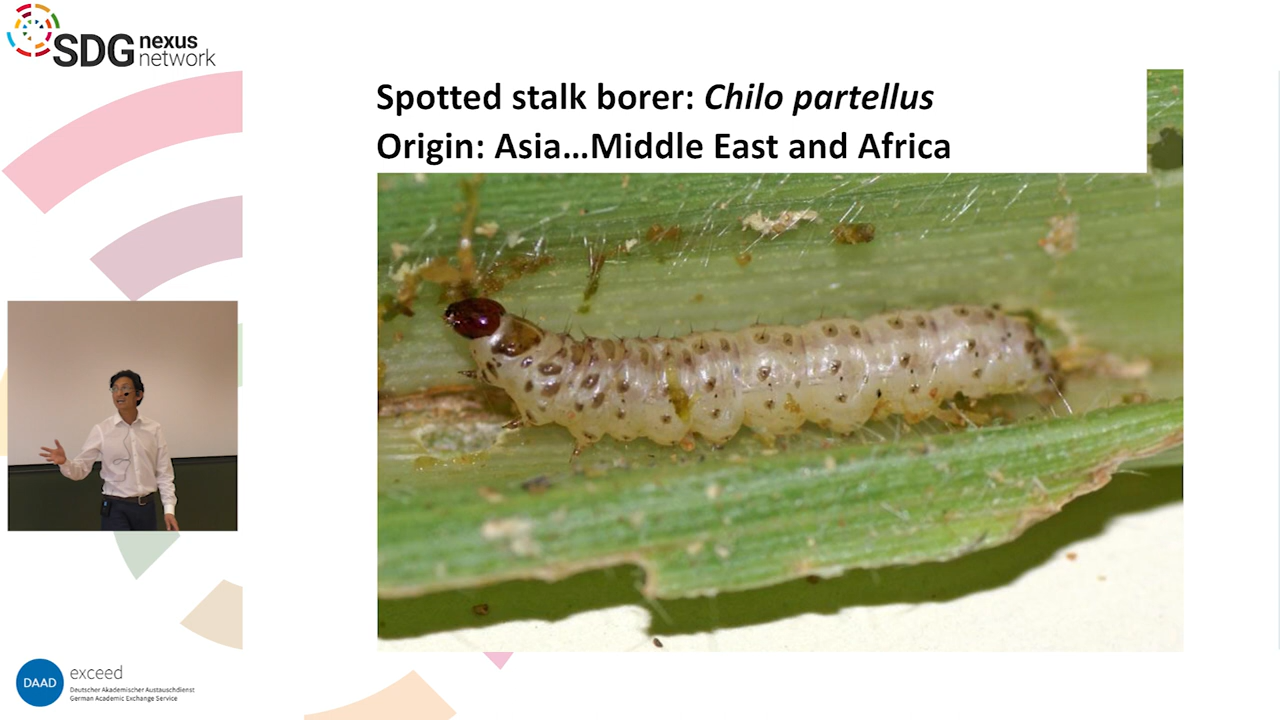 SDG nexus
network
Spotted stalk borer: Chilo partellus
Origin: Asia...Middle East and Africa
DAAD
exceed
Deutscher Akademischer Austauschdienst
German Academic Exchange Service